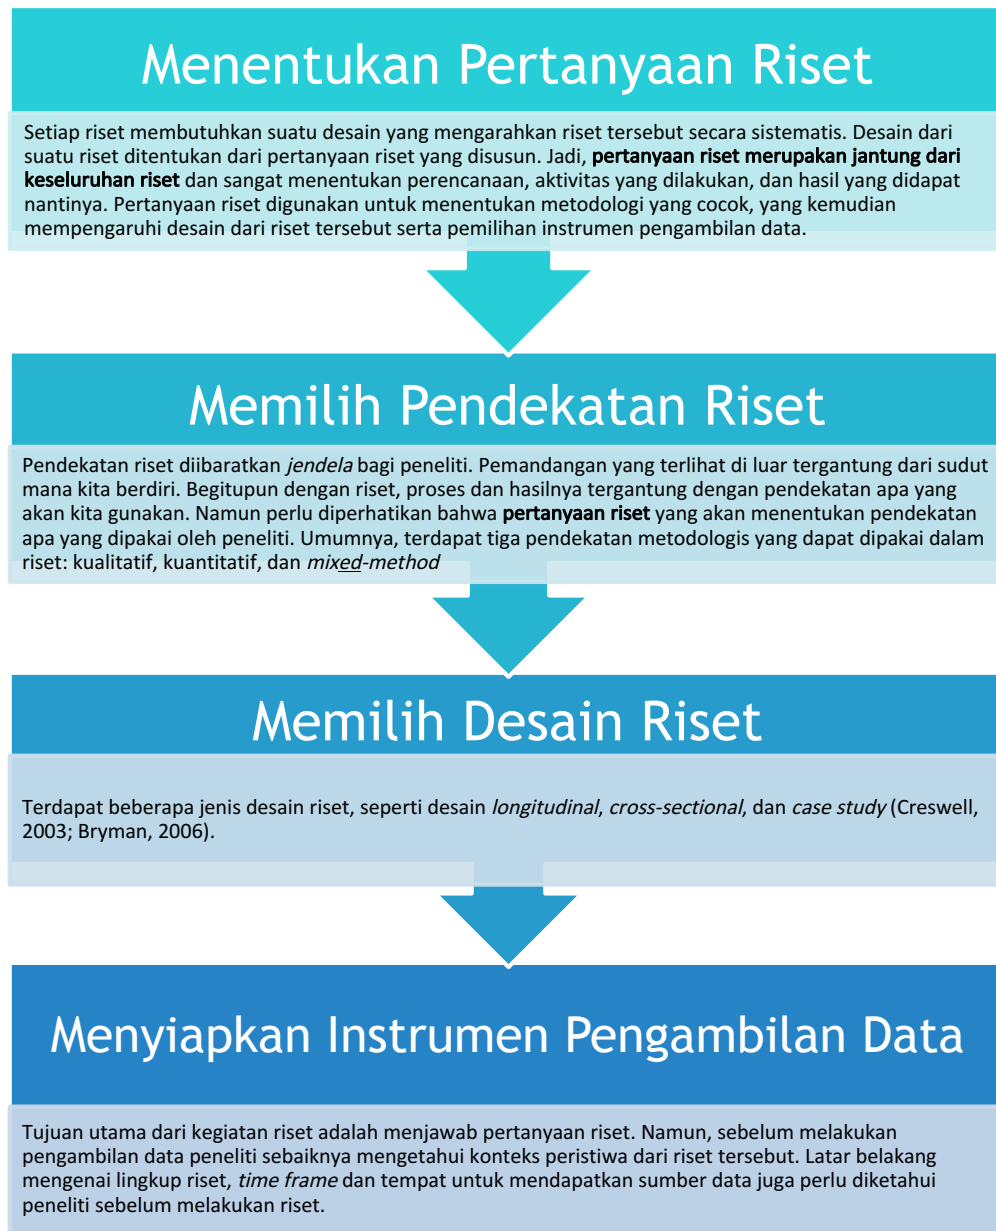 Menentukan Pertanyaan Riset
Setiap riset membutuhkan suatu desain yang mengarahkan riset tersebut secara sistematis. Desain dari
suatu riset ditentukan dari pertanyaan riset yang disusun. Jadi, pertanyaan riset merupakan jantung dari
keseluruhan riset dan sangat menentukan perencanaan, aktivitas yang dilakukan, dan hasil yang didapat
nantinya. Pertanyaan riset digunakan untuk menentukan metodologi yang cocok, yang kemudian
mempengaruhi desain dari riset tersebut serta pemilihan instrumen pengambilan data.
Memilih Pendekatan Riset
Pendekatan riset diibaratkan jendela bagi peneliti. Pemandangan yang terlihat di luar tergantung dari sudut
mana kita berdiri. Begitupun dengan riset, proses dan hasilnya tergantung dengan pendekatan apa yang
akan kita gunakan. Namun perlu diperhatikan bahwa pertanyaan riset yang akan menentukan pendekatan
apa yang dipakai oleh peneliti. Umumnya, terdapat tiga pendekatan metodologis yang dapat dipakai dalam
riset: kualitatif, kuantitatif, dan mixed-method
Memilih Desain Riset
Terdapat beberapa jenis desain riset, seperti desain longitudinal, cross-sectional, dan case study (Creswell,
2003; Bryman, 2006).
Menyiapkan Instrumen Pengambilan Data
Tujuan utama dari kegiatan riset adalah menjawab pertanyaan riset. Namun, sebelum melakukan
pengambilan data peneliti sebaiknya mengetahui konteks peristiwa dari riset tersebut. Latar belakang
mengenai lingkup riset, time frame dan tempat untuk mendapatkan sumber data juga perlu diketahui
peneliti sebelum melakukan riset.